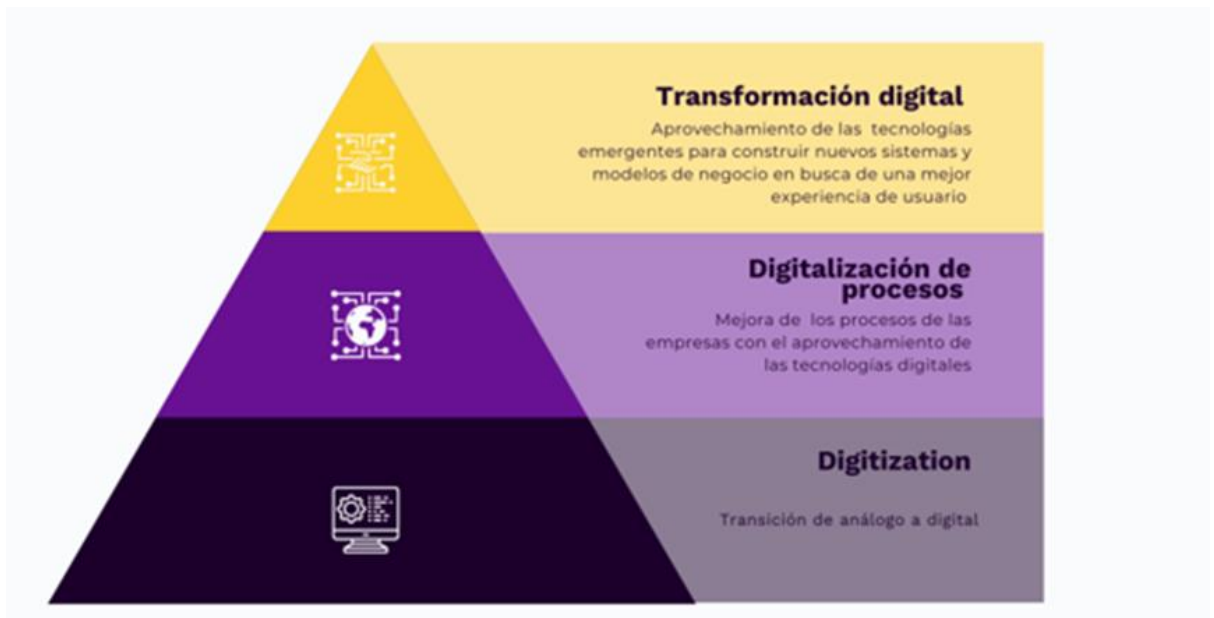 Transformación digital
Aprovechamiento de las tecnologías
emergentes para construir nuevos sistemas y
modelos de negocio en busca de una mejor
experiencia de usuario
Digitalización de
procesos
Mejora de los procesos de las
empresas con el aprovechamiento de
las tecnologías digitales
Digitization
Transición de análogo a digital